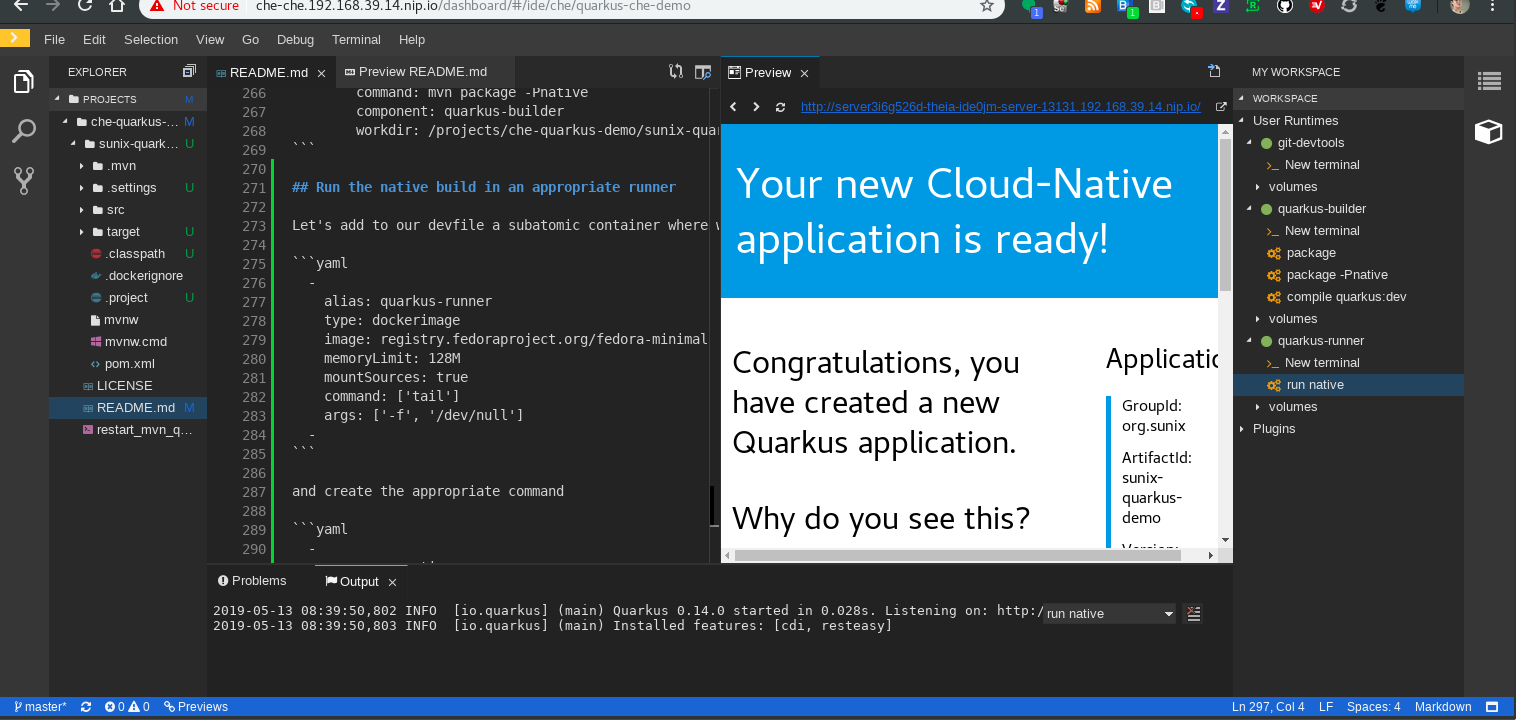 Not secure
che-che.192.168.39.14.nip.io/dashboard/#/ide/che/quarkus-che-demo
File Edit Selection View Go Debug Terminal Help
EXPLORER
PROJECTS M
che-quarkus-... M
sunix-quark... U
.mvn
.settings U
src
target U
.classpath U
.dockerignore
.project U
mvnw
mvnw.cmd
pom.xml
LICENSE
README.md M
restart_mvn_q...
README.md
Preview README.md
266 command: mvn package -Pnative
267 component: quarkus-builder
268 workdir: /projects/che-quarkus-demo/sunix-quar
269 ```
270
271 ## Run the native build in an appropriate runner
272
273 Let's add to our devfile a subatomic container where w
274
275 ```yaml
276 -
277 alias: quarkus-runner
278 type: dockerimage
279 image: registry.fedoraproject.org/fedora-minimal
280 memoryLimit: 128M
281 mountSources: true
282 command: ['tail']
283 args: ['-f', '/dev/null']
284 -
285 ```
286
287 and create the appropriate command
288
289 ```yaml
290 -
Preview
http://server3i6g526d-theia-ide0jm-server-13131.192.168.39.14.nip.io/
Your new Cloud-Native
application is ready!
Congratulations, you
have created a new
Quarkus application.
Why do you see this?
Applicatio
GroupId:
org.sunix
ArtifactId:
sunix-
quarkus-
demo
Version:
MY WORKSPACE
WORKSPACE
User Runtimes
git-devtools
New terminal
volumes
quarkus-builder
New terminal
package
package -Pnative
compile quarkus:dev
volumes
quarkus-runner
New terminal
run native
volumes
Plugins
Problems
Output
2019-05-13 08:39:50,802 INFO [io.quarkus] (main) Quarkus 0.14.0 started in 0.028s. Listening on: http:/
2019-05-13 08:39:50,803 INFO [io.quarkus] (main) Installed features: [cdi, resteasy]
run native
master* 0 0 Previews
Ln 297, Col 4 LF Spaces: 4 Markdown